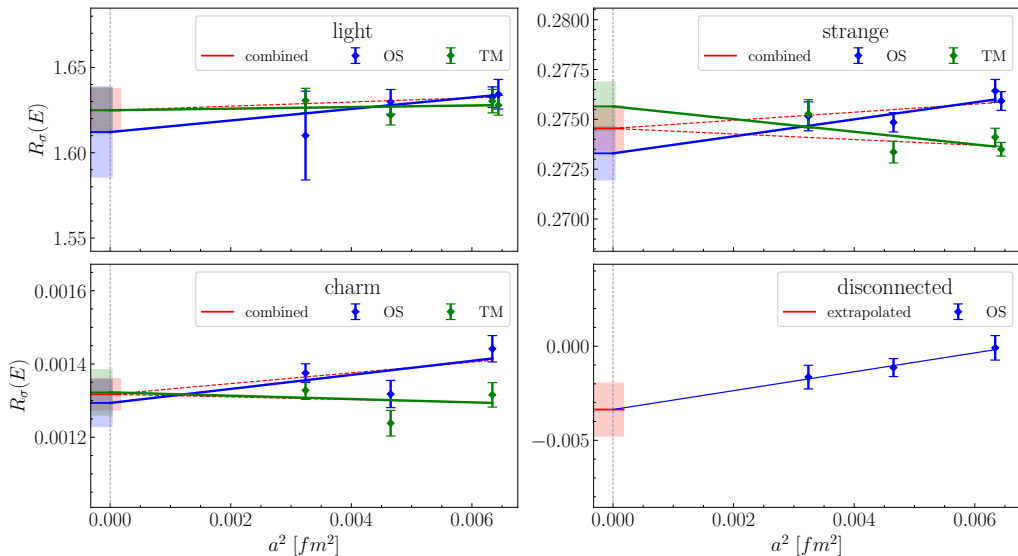 light
combined OS TM
1.65
1.60
1.55
R_σ(E)
strange
combined OS TM
0.2800
0.2775
0.2750
0.2725
0.2700
charm
combined OS TM
0.0016
0.0014
0.0012
R_σ(E)
0.000 0.002 0.004 0.006
a² [fm²]
disconnected
extrapolated OS
0.000
−0.005
0.000 0.002 0.004 0.006
a² [fm²]